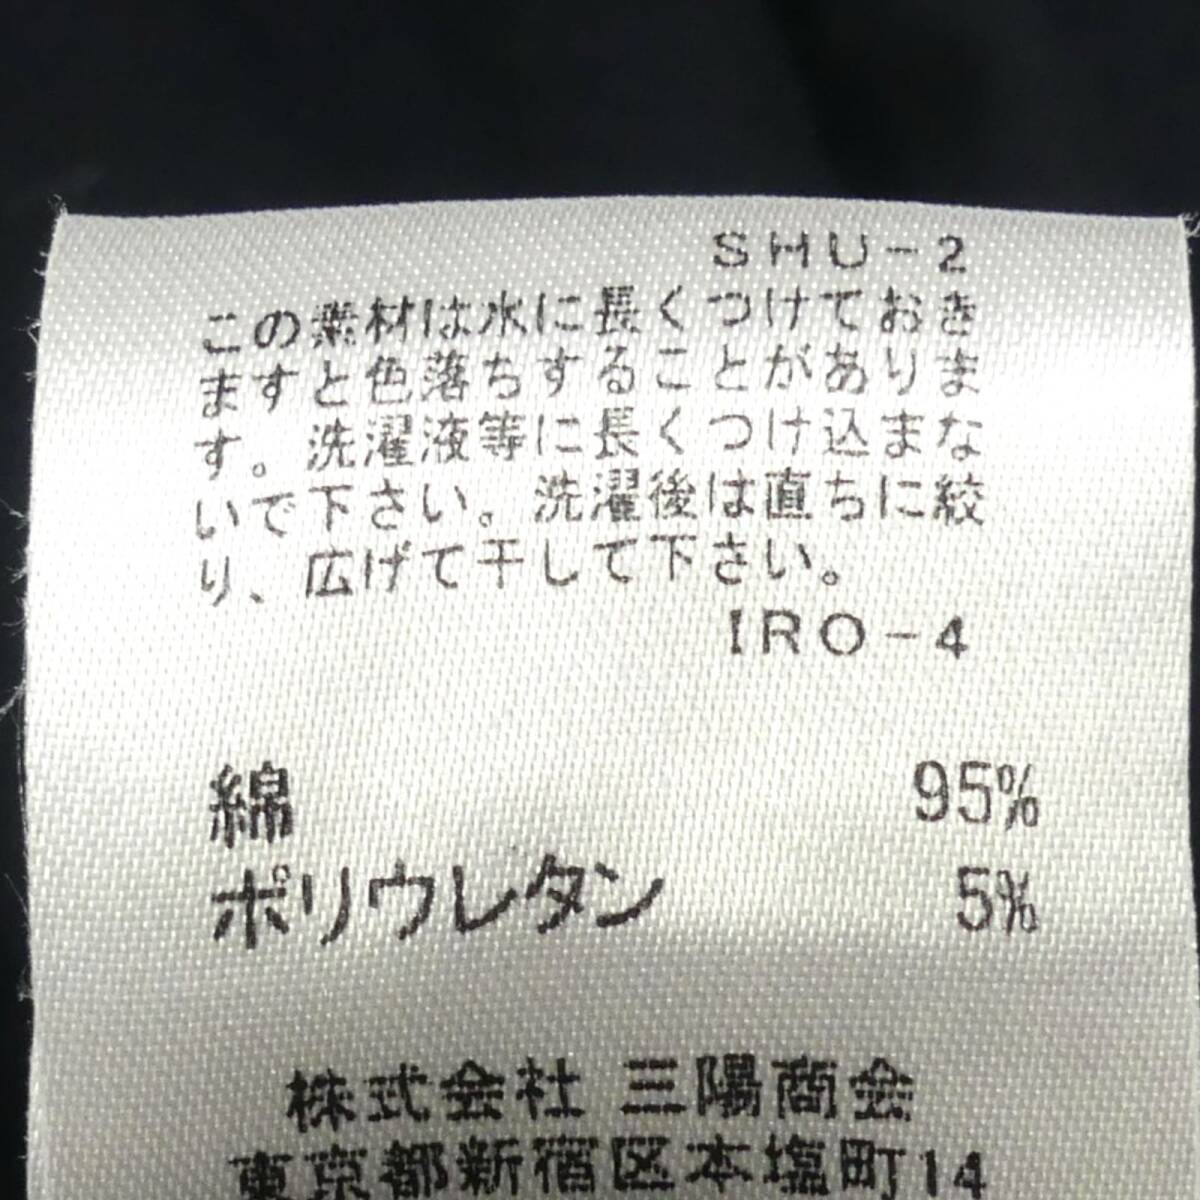 SHU-2
この素材は水に長くつけておき
ますと色落ちすることがありま
す。洗濯液等に長くつけ込まな
いで下さい。洗濯後は直ちに絞
り、広げて干して下さい。
IRO-4
綿 95%
ポリウレタン 5%
株式会社 三陽商会
東京都新宿区本塩町14